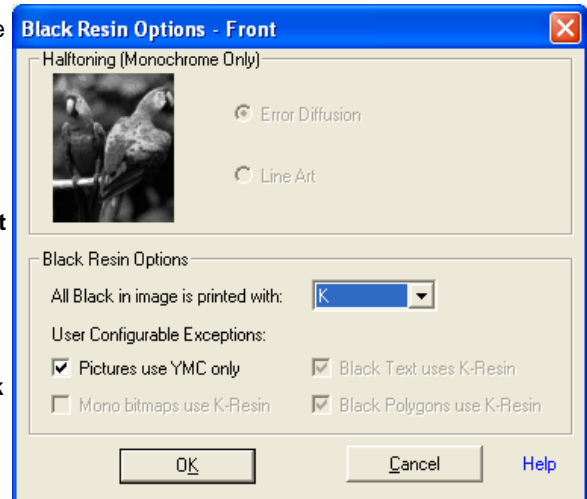 e
Black Resin Options - Front
Halftoning (Monochrome Only)
Error Diffusion
Line Art
t
Black Resin Options
All Black in image is printed with: K
User Configurable Exceptions:
Pictures use YMC only Black Text uses K-Resin
k
Mono bitmaps use K-Resin Black Polygons use K-Resin
OK Cancel Help